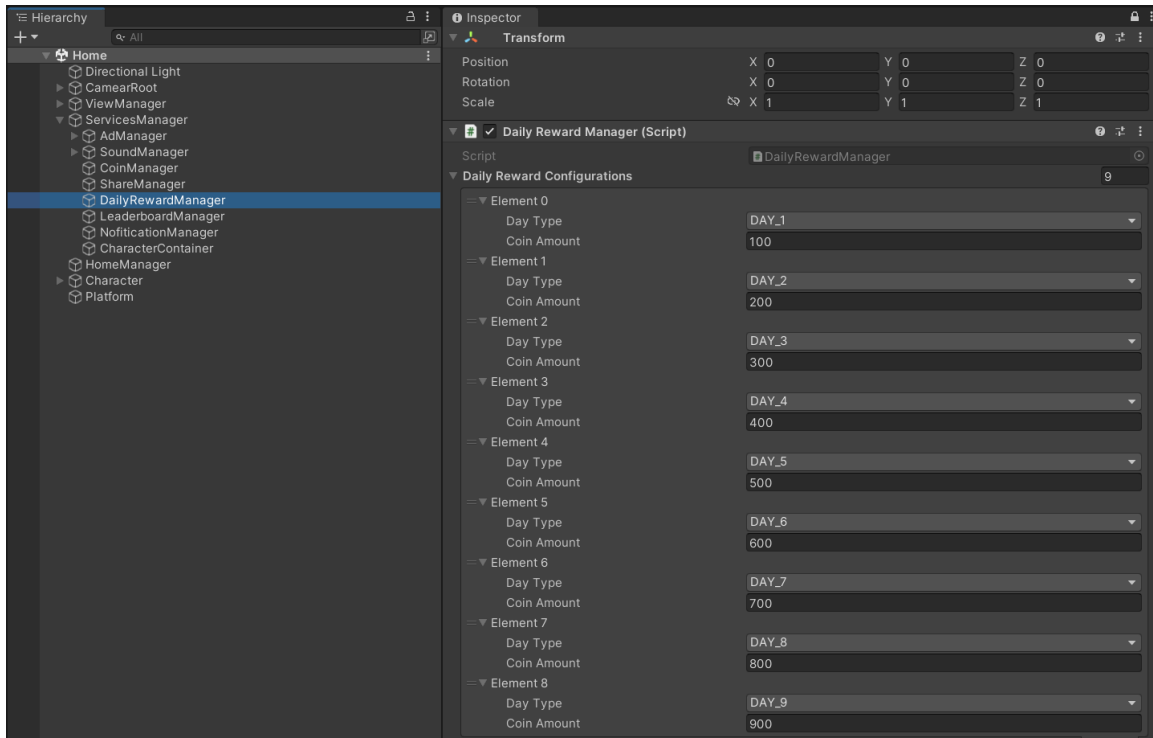 Hierarchy
All
Home
Directional Light
CamearRoot
ViewManager
ServicesManager
AdManager
SoundManager
CoinManager
ShareManager
DailyRewardManager
LeaderboardManager
NofiticationManager
CharacterContainer
HomeManager
Character
Platform
Inspector
Transform
Position X 0 Y 0 Z 0
Rotation X 0 Y 0 Z 0
Scale X 1 Y 1 Z 1
# Daily Reward Manager (Script)
Script DailyRewardManager
Daily Reward Configurations 9
Element 0
Day Type DAY_1
Coin Amount 100
Element 1
Day Type DAY_2
Coin Amount 200
Element 2
Day Type DAY_3
Coin Amount 300
Element 3
Day Type DAY_4
Coin Amount 400
Element 4
Day Type DAY_5
Coin Amount 500
Element 5
Day Type DAY_6
Coin Amount 600
Element 6
Day Type DAY_7
Coin Amount 700
Element 7
Day Type DAY_8
Coin Amount 800
Element 8
Day Type DAY_9
Coin Amount 900